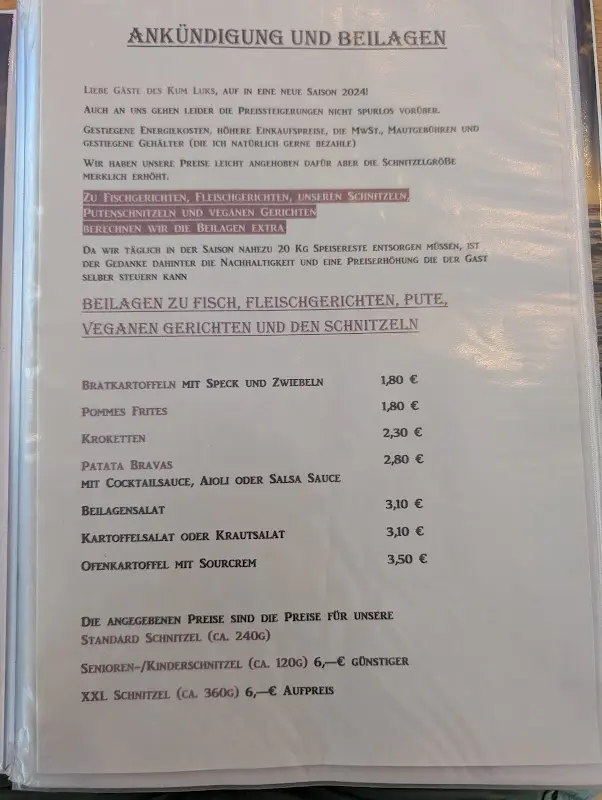 Ankündigung und Beilagen
Liebe Gäste des Kum Luks, auf in eine neue Saison 2024!
Auch an uns gehen leider die Preissteigerungen nicht spurlos vorüber.
Gestiegene Energiekosten, höhere Einkaufspreise, die MwSt., Mautgebühren und
gestiegene Gehälter (die ich natürlich gerne bezahle)
Wir haben unsere Preise leicht angehoben dafür aber die Schnitzelgröße
merklich erhöht.
Zu Fischgerichten, Fleischgerichten, unseren Schnitzeln,
Putenschnitzeln und veganen Gerichten
berechnen wir die Beilagen extra
Da wir täglich in der Saison nahezu 20 Kg Speisereste entsorgen müssen, ist
der Gedanke dahinter die Nachhaltigkeit und eine Preiserhöhung die der Gast
selber steuern kann
Beilagen zu Fisch, Fleischgerichten, Pute,
Veganen Gerichten und den Schnitzeln
Bratkartoffeln mit Speck und Zwiebeln 1,80 €
Pommes Frites 1,80 €
Kroketten 2,30 €
Patata Bravas 2,80 €
mit Cocktailsauce, Aioli oder Salsa Sauce
Beilagensalat 3,10 €
Kartoffelsalat oder Krautsalat 3,10 €
Ofenkartoffel mit Sourcrem 3,50 €
Die angegebenen Preise sind die Preise für unsere
Standard Schnitzel (ca. 240g)
Senioren-/Kinderschnitzel (ca. 120g) 6,—€ günstiger
XXL Schnitzel (ca. 360g) 6,—€ Aufpreis